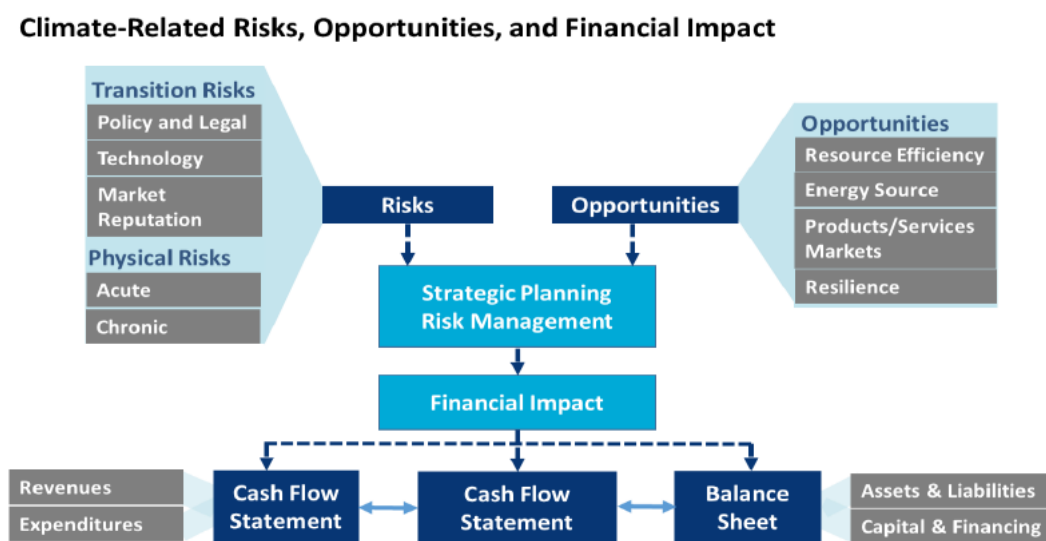 Climate-Related Risks, Opportunities, and Financial Impact
Transition Risks
Policy and Legal
Technology
Market
Reputation
Physical Risks
Acute
Chronic
Risks
Opportunities
Opportunities
Resource Efficiency
Energy Source
Products/Services
Markets
Resilience
Strategic Planning
Risk Management
Financial Impact
Revenues
Expenditures
Cash Flow
Statement
Cash Flow
Statement
Balance
Sheet
Assets & Liabilities
Capital & Financing